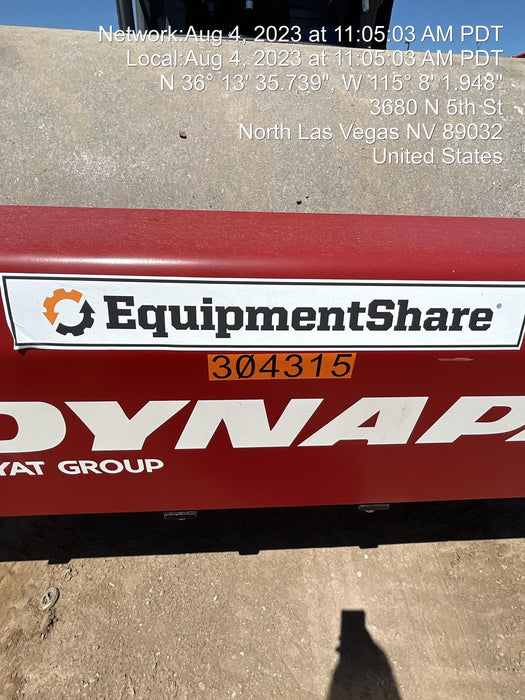 Network:Aug 4, 2023 at 11:05:03 AM PDT
Local:Aug 4, 2023 at 11:05:03 AM PDT
N 36° 13' 35.739", W 115° 8' 1.948"
3680 N 5th St
North Las Vegas NV 89032
United States
EquipmentShare®
304315
DYNAPA
YAT GROUP